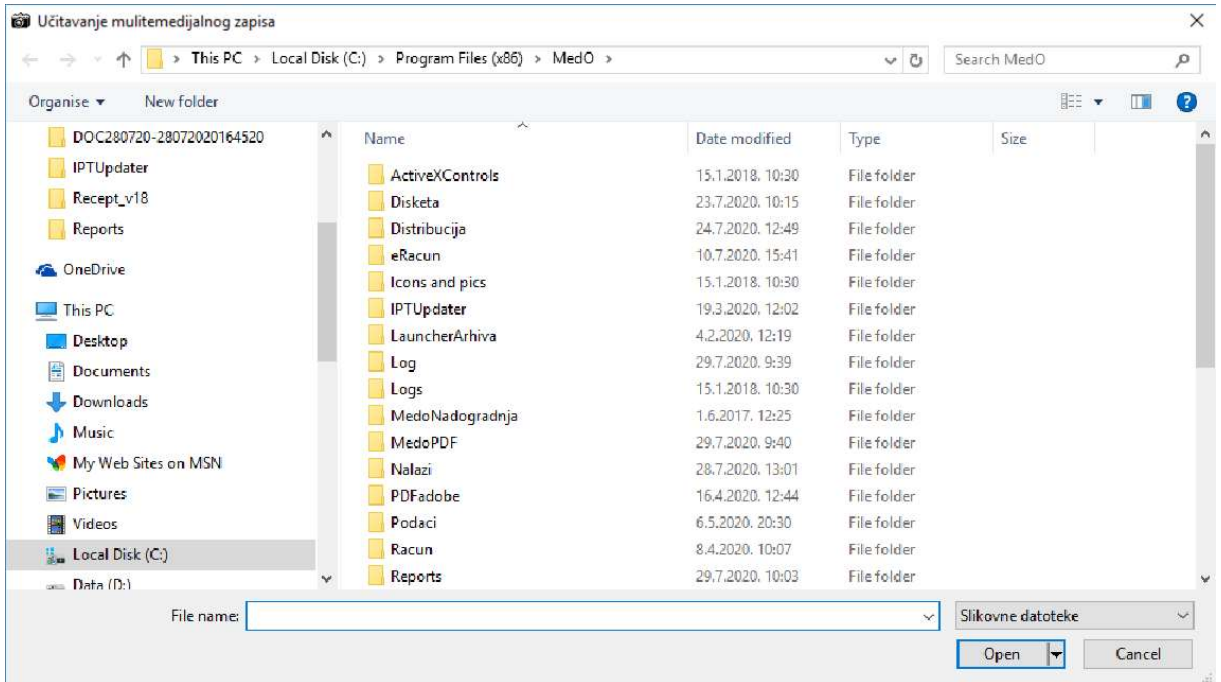 Učitavanje mulitemedijalnog zapisa
This PC > Local Disk (C:) > Program Files (x86) > MedO >
Search MedO
Organise
New folder
DOC280720-28072020164520
IPTUpdater
Recept_v18
Reports
OneDrive
This PC
Desktop
Documents
Downloads
Music
My Web Sites on MSN
Pictures
Videos
Local Disk (C:)
Data (D:)
Name Date modified Type Size
ActiveXControls 15.1.2018. 10:30 File folder
Disketa 23.7.2020. 10:15 File folder
Distribucija 24.7.2020. 12:49 File folder
eRacun 10.7.2020. 15:41 File folder
Icons and pics 15.1.2018. 10:30 File folder
IPTUpdater 19.3.2020. 12:02 File folder
LauncherArhiva 4.2.2020. 12:19 File folder
Log 29.7.2020. 9:39 File folder
Logs 15.1.2018. 10:30 File folder
MedoNadogradnja 1.6.2017. 12:25 File folder
MedoPDF 29.7.2020. 9:40 File folder
Nalazi 28.7.2020. 13:01 File folder
PDFadobe 16.4.2020. 12:44 File folder
Podaci 6.5.2020. 20:30 File folder
Racun 8.4.2020. 10:07 File folder
Reports 29.7.2020. 10:03 File folder
File name:
Slikovne datoteke
Open
Cancel